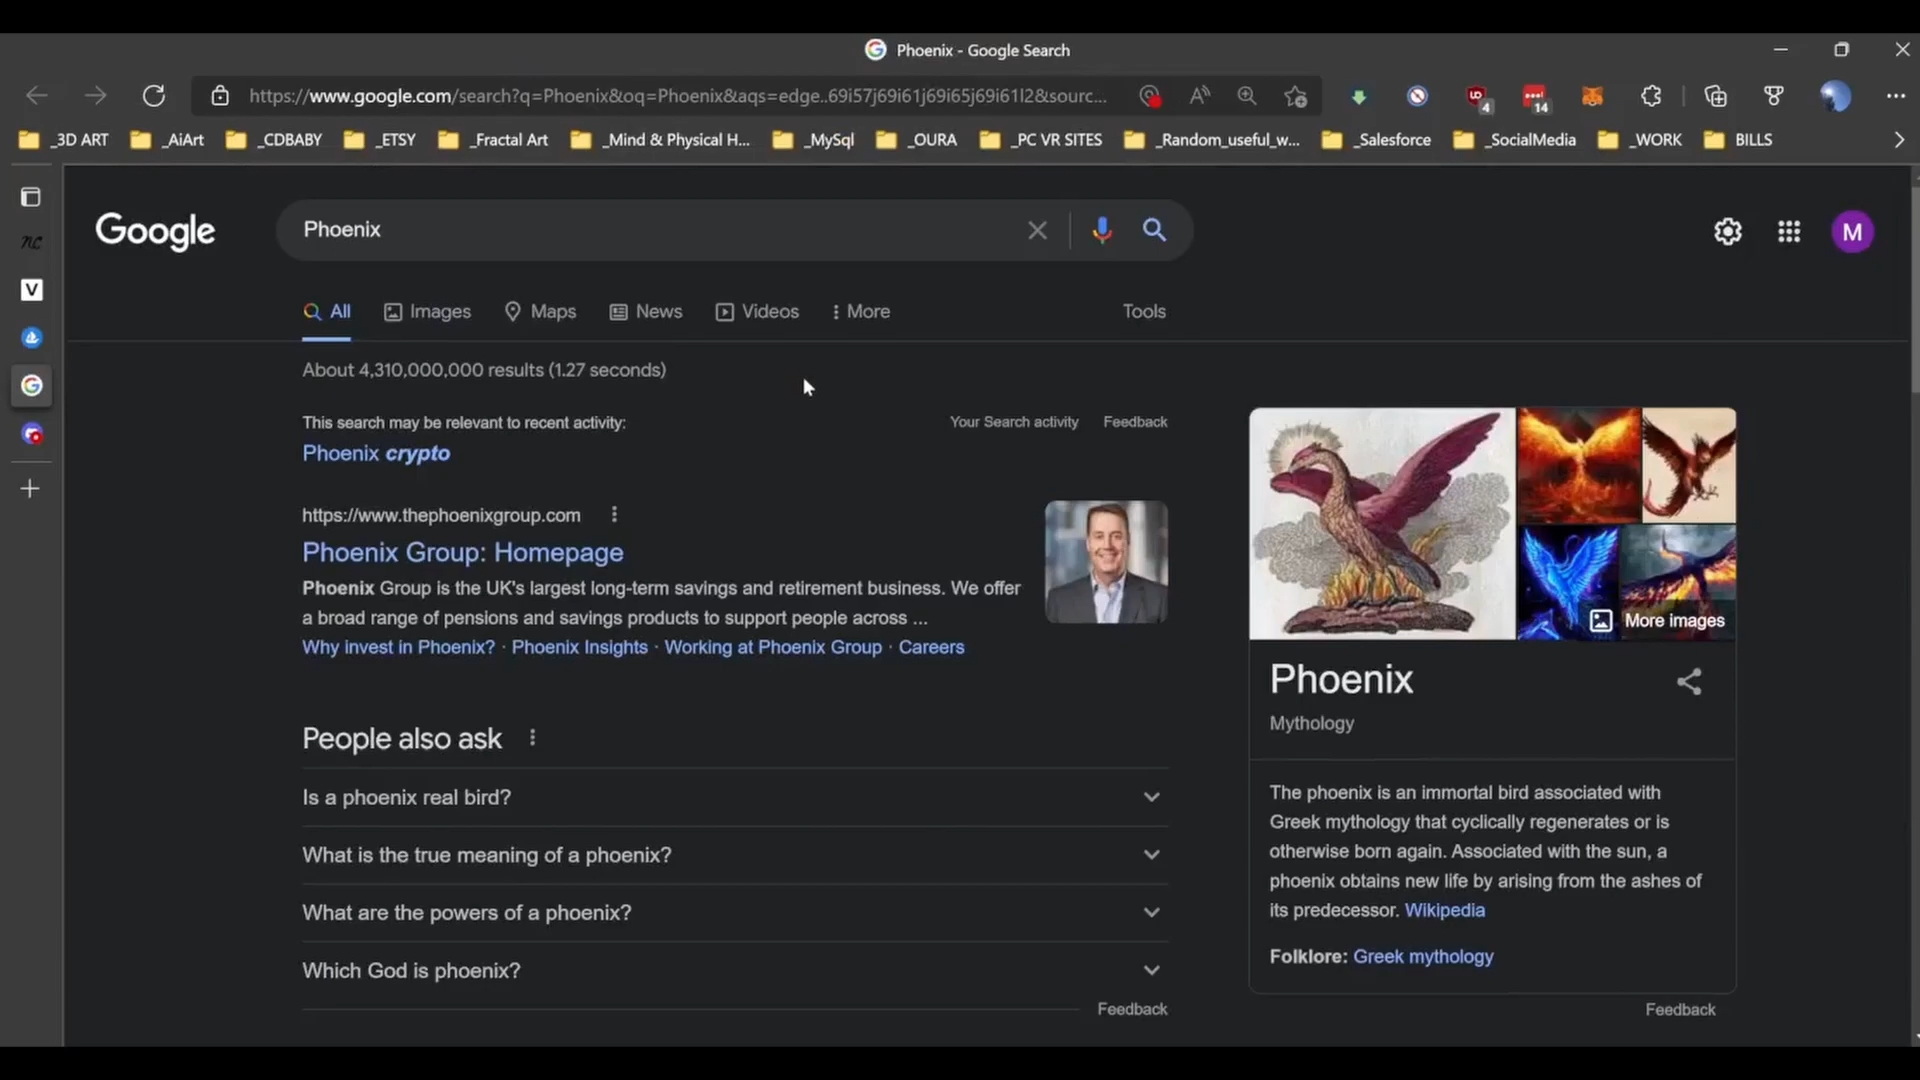 Phoenix - Google Search
https://www.google.com/search?q=Phoenix&oq=Phoenix&aqs=edge..69i57j69i61j69i65j69i61l2&sourc...
4
14
_3D ART
_AiArt
_CDBABY
_ETSY
_Fractal Art
_Mind & Physical H...
_MySql
_OURA
_PC VR SITES
_Random_useful_w...
_Salesforce
_SocialMedia
_WORK
BILLS
Google
Phoenix
M
All
Images
Maps
News
Videos
More
Tools
About 4,310,000,000 results (1.27 seconds)
This search may be relevant to recent activity:
Your Search activity
Feedback
Phoenix crypto
https://www.thephoenixgroup.com
Phoenix Group: Homepage
Phoenix Group is the UK's largest long-term savings and retirement business. We offer
a broad range of pensions and savings products to support people across ...
Why invest in Phoenix? · Phoenix Insights · Working at Phoenix Group · Careers
People also ask
Is a phoenix real bird?
What is the true meaning of a phoenix?
What are the powers of a phoenix?
Which God is phoenix?
Feedback
More images
Phoenix
Mythology
The phoenix is an immortal bird associated with
Greek mythology that cyclically regenerates or is
otherwise born again. Associated with the sun, a
phoenix obtains new life by arising from the ashes of
its predecessor. Wikipedia
Folklore: Greek mythology
Feedback